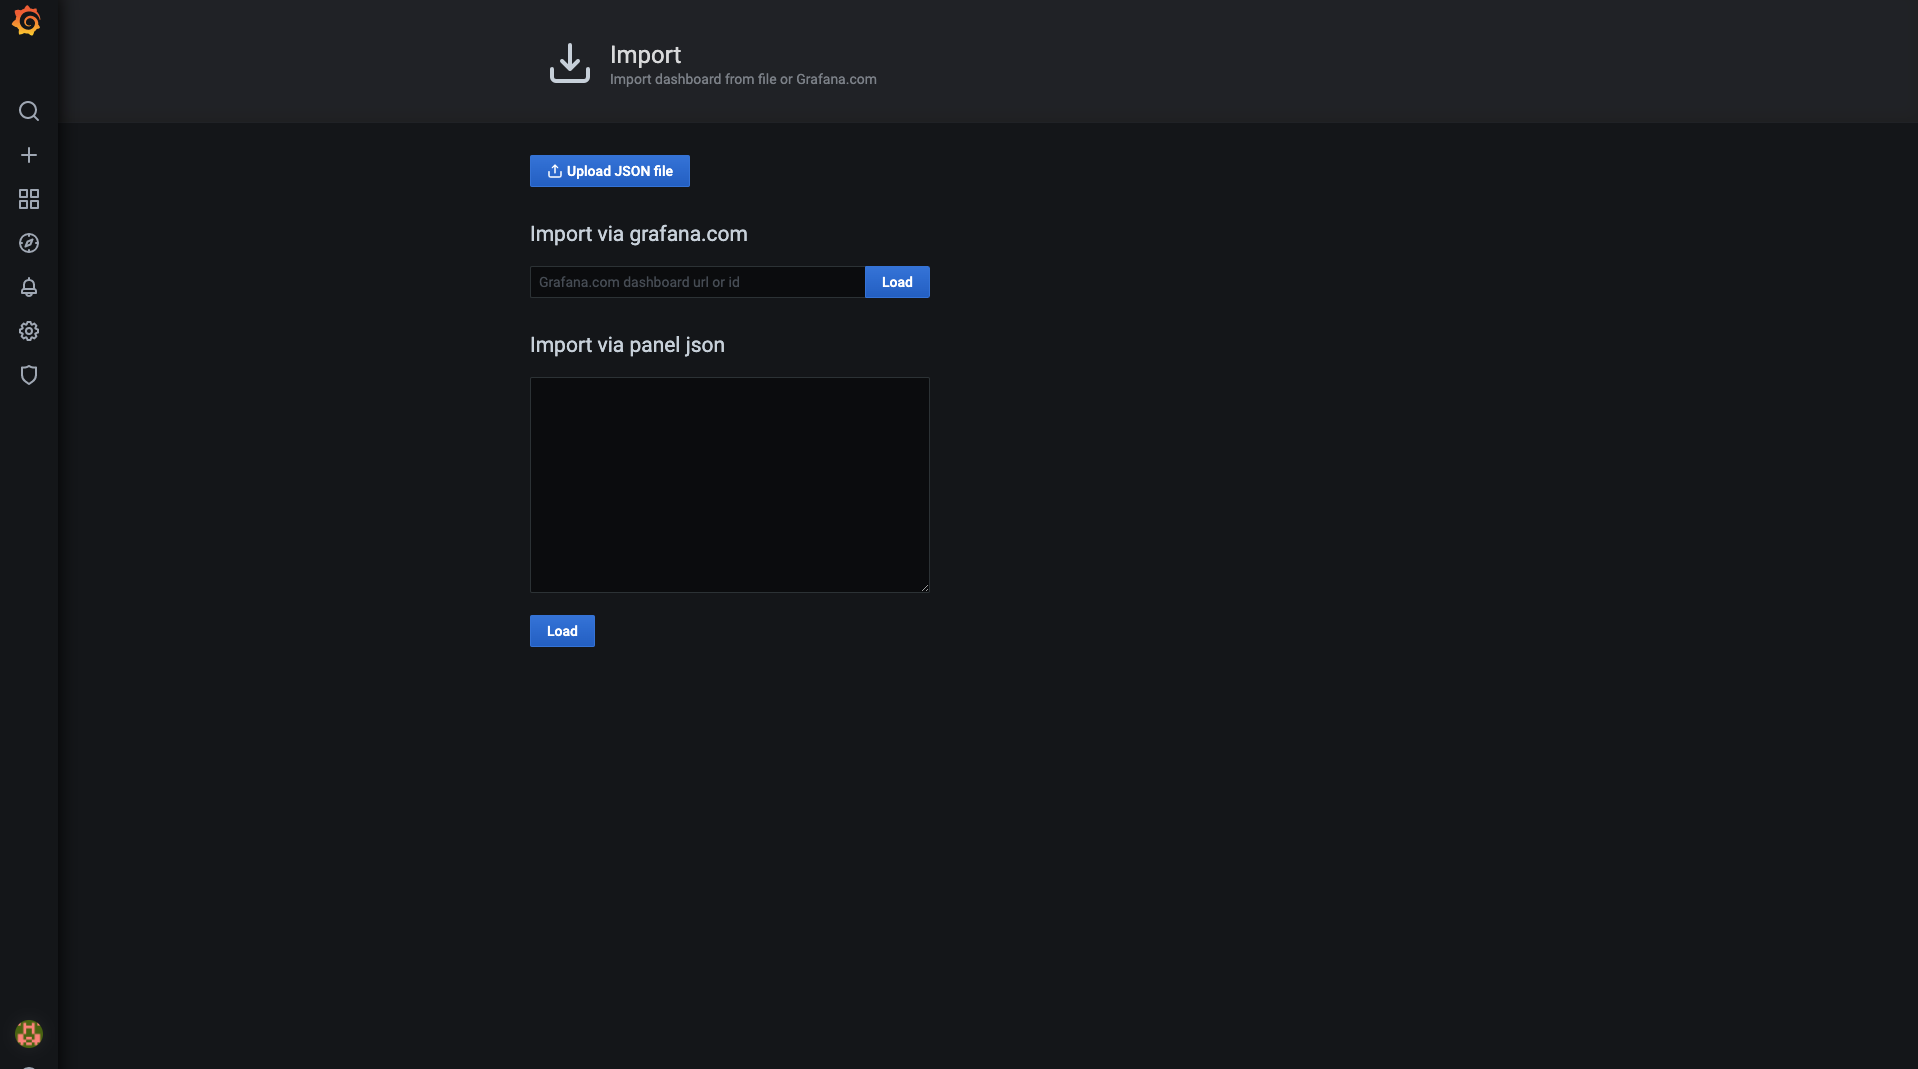 Import
Import dashboard from file or Grafana.com
Upload JSON file
Import via grafana.com
Grafana.com dashboard url or id
Load
Import via panel json
Load